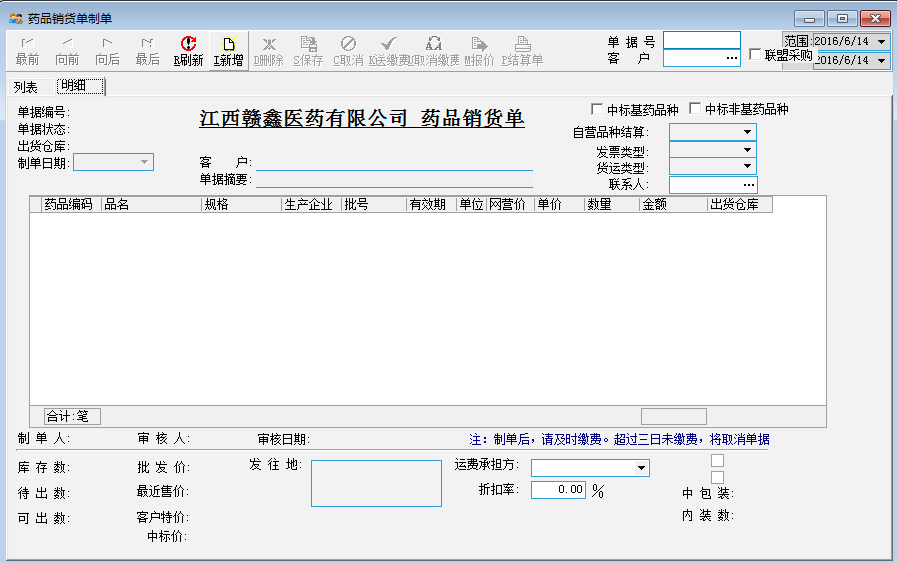 药品销货单制单
最前 向前 向后 最后 R刷新 I新增 D删除 S保存 C取消 K送缴费 U取消缴费 M报价 P结算单
单 据 号
范围: 2016/6/14
客 户 ... 联盟采购 2016/6/14
列表 明细
单据编号:
单据状态:
出货仓库:
制单日期:
江西赣鑫医药有限公司 药品销货单
客 户:
单据摘要:
中标基药品种 中标非基药品种
自营品种结算:
发票类型:
货运类型:
联系人: ...
药品编码 品名 规格 生产企业 批号 有效期 单位 网营价 单价 数量 金额 出货仓库
合计:笔
制 单 人: 审 核 人: 审核日期: 注: 制单后, 请及时缴费。超过三日未缴费, 将取消单据
库 存 数: 批 发 价: 发 往 地: 运费承担方:
待 出 数: 最近售价: 折扣率: 0.00 % 中 包 装:
可 出 数: 客户特价: 内 装 数:
中标价: